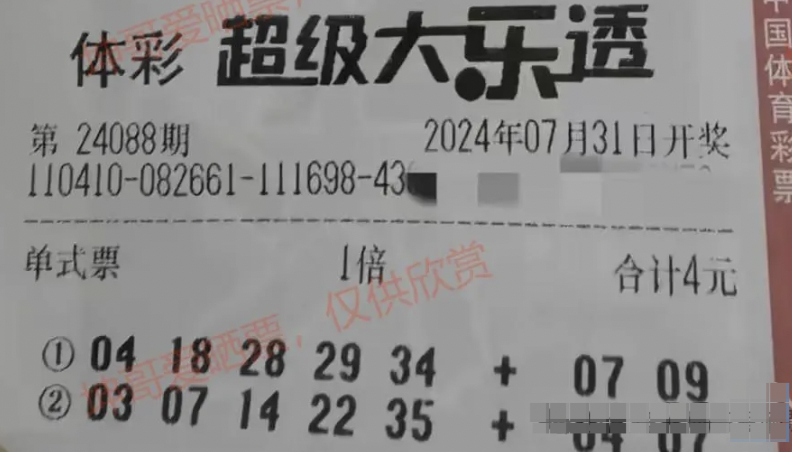 体彩 超级大乐透
第 24088期 2024年07月31日开奖
110410-082661-111698-43
单式票 1倍 合计4元
哥爱晒票，仅供欣赏
① 04 18 28 29 34 + 07 09
② 03 07 14 22 35 + 04 07
中国体育彩票